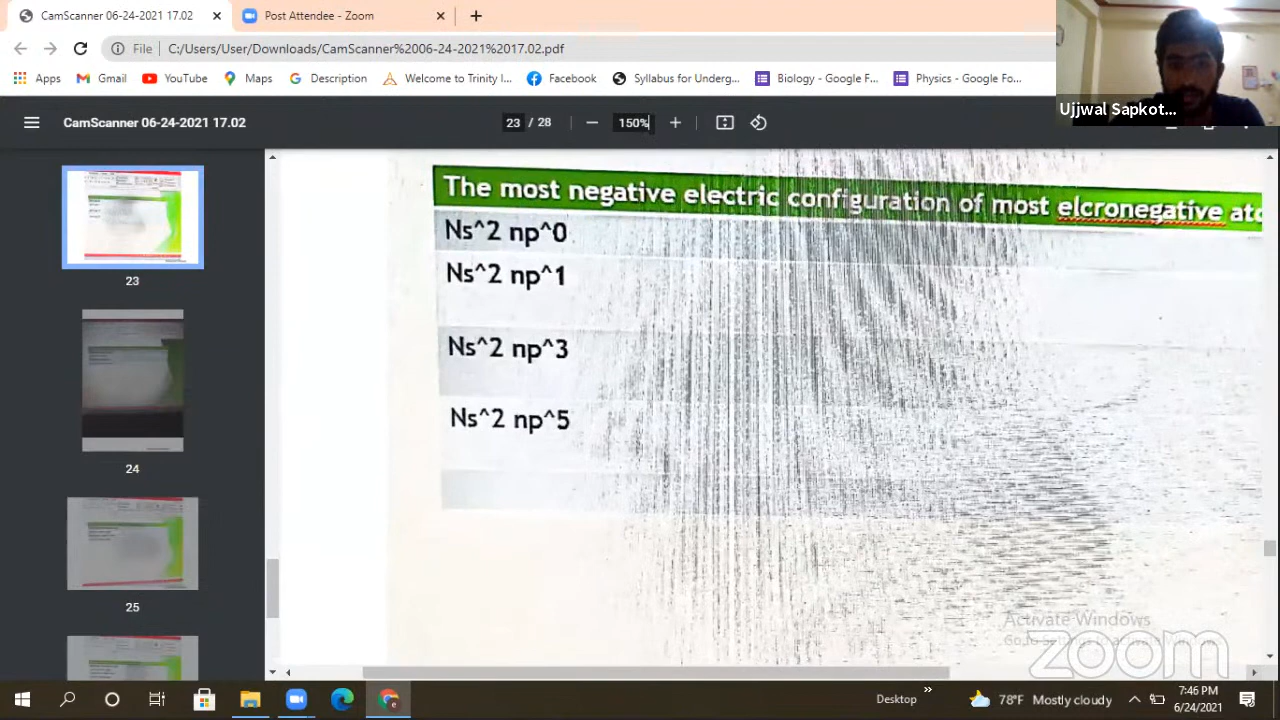 CamScanner 06-24-2021 17.02
Post Attendee - Zoom
File
C:/Users/User/Downloads/CamScanner%2006-24-2021%2017.02.pdf
Apps
Gmail
YouTube
Maps
Description
Welcome to Trinity I...
Facebook
Syllabus for Underg...
Biology - Google F...
Physics - Google Fo...
Ujjwal Sapkot...
CamScanner 06-24-2021 17.02
23 / 28
150%
The most negative electric configuration of most elcronegative ato
Ns^2 np^0
Ns^2 np^1
Ns^2 np^3
Ns^2 np^5
23
24
25
Activate Windows
zoom
Desktop
78°F Mostly cloudy
7:46 PM
6/24/2021